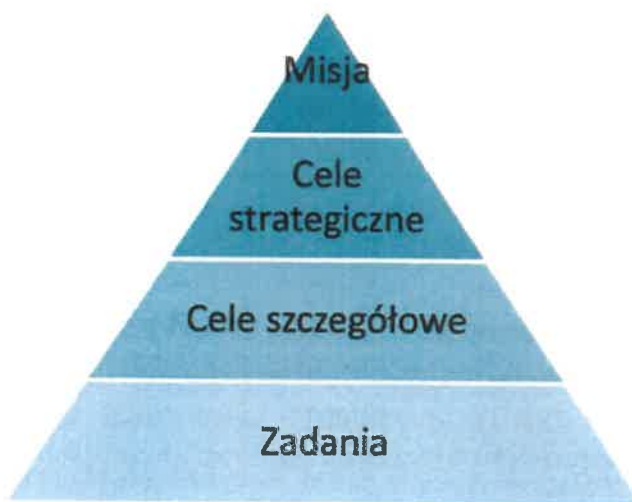 Misja
Cele
strategiczne
Cele szczegółowe
Zadania